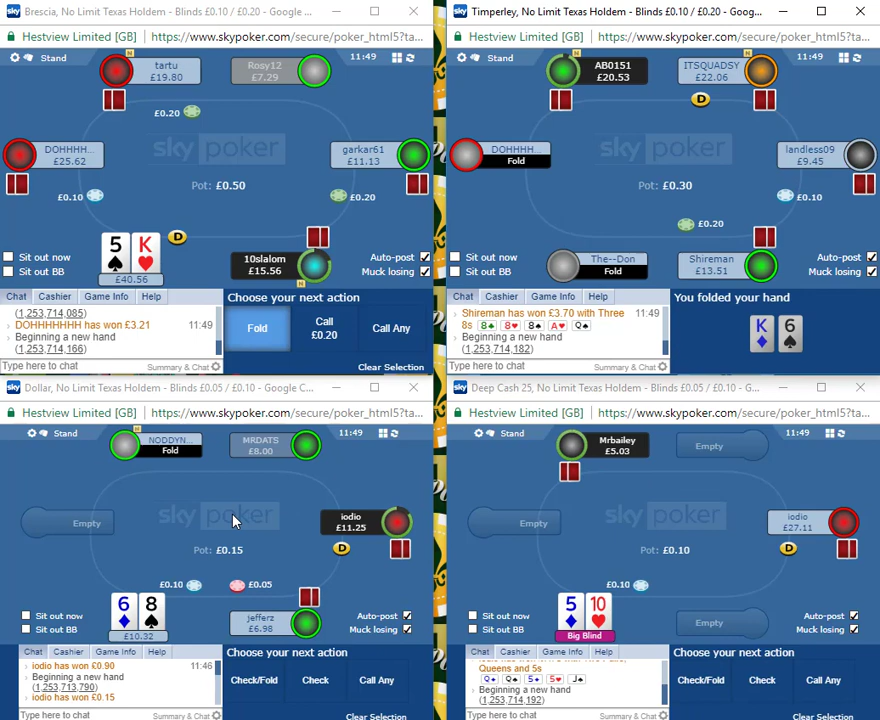 Brescia, No Limit Texas Holdem - Blinds £0.10 / £0.20 - Google ...
Hestview Limited [GB] https://www.skypoker.com/secure/poker_html5?ta...
Stand
11:49
tartu
£19.80
Rosy12
£7.29
£0.20
DOHHHH...
£25.62
sky poker
garkar61
£11.13
Pot: £0.50
£0.10
£0.20
5 K
D
£40.56
10slalom
£15.56
N
Sit out now
Sit out BB
Auto-post
Muck losing
Chat Cashier Game Info Help
(1,253,714,085)
DOHHHHHHH has won £3.21 11:49
Beginning a new hand
(1,253,714,166)
Type here to chat Summary & Chat
Choose your next action
Fold
Call
£0.20
Call Any
Clear Selection
Timperley, No Limit Texas Holdem - Blinds £0.10 / £0.20 - Goog...
Hestview Limited [GB] https://www.skypoker.com/secure/poker_html5?ta...
Stand
11:49
AB0151
£20.53
ITSQUADSY
£22.06
D
DOHHHH...
Fold
sky poker
landless09
£9.45
Pot: £0.30
£0.10
£0.20
The--Don
Fold
Shireman
£13.51
Sit out now
Sit out BB
Auto-post
Muck losing
Chat Cashier Game Info Help
Shireman has won £3.70 with Three 11:49
8s 8♣ 8♥ 8♠ A♥ Q♠
Beginning a new hand
(1,253,714,182)
Type here to chat Summary & Chat
You folded your hand
K 6
Dollar, No Limit Texas Holdem - Blinds £0.05 / £0.10 - Google C...
Hestview Limited [GB] https://www.skypoker.com/secure/poker_html5?ta...
Stand
11:49
NODDYN...
Fold
MRDATS
£8.00
Empty
sky poker
iodio
£11.25
Pot: £0.15
D
£0.10
£0.05
6 8
£10.32
jefferz
£6.98
Sit out now
Sit out BB
Auto-post
Muck losing
Chat Cashier Game Info Help
iodio has won £0.90 11:46
Beginning a new hand
(1,253,713,790)
iodio has won £0.15
Type here to chat Summary & Chat
Choose your next action
Check/Fold
Check
Call Any
Clear Selection
Deep Cash 25, No Limit Texas Holdem - Blinds £0.05 / £0.10 - G...
Hestview Limited [GB] https://www.skypoker.com/secure/poker_html5?ta...
Stand
11:49
Mrbailey
£5.03
Empty
Empty
sky poker
iodio
£27.11
Pot: £0.10
D
£0.10
5 10
Big Blind
Empty
Sit out now
Sit out BB
Auto-post
Muck losing
Chat Cashier Game Info Help
Queens and 5s
Q♦ Q♠ 5♦ 5♥ J♠
Beginning a new hand
(1,253,714,192)
Type here to chat Summary & Chat
Choose your next action
Check/Fold
Check
Call Any
Clear Selection